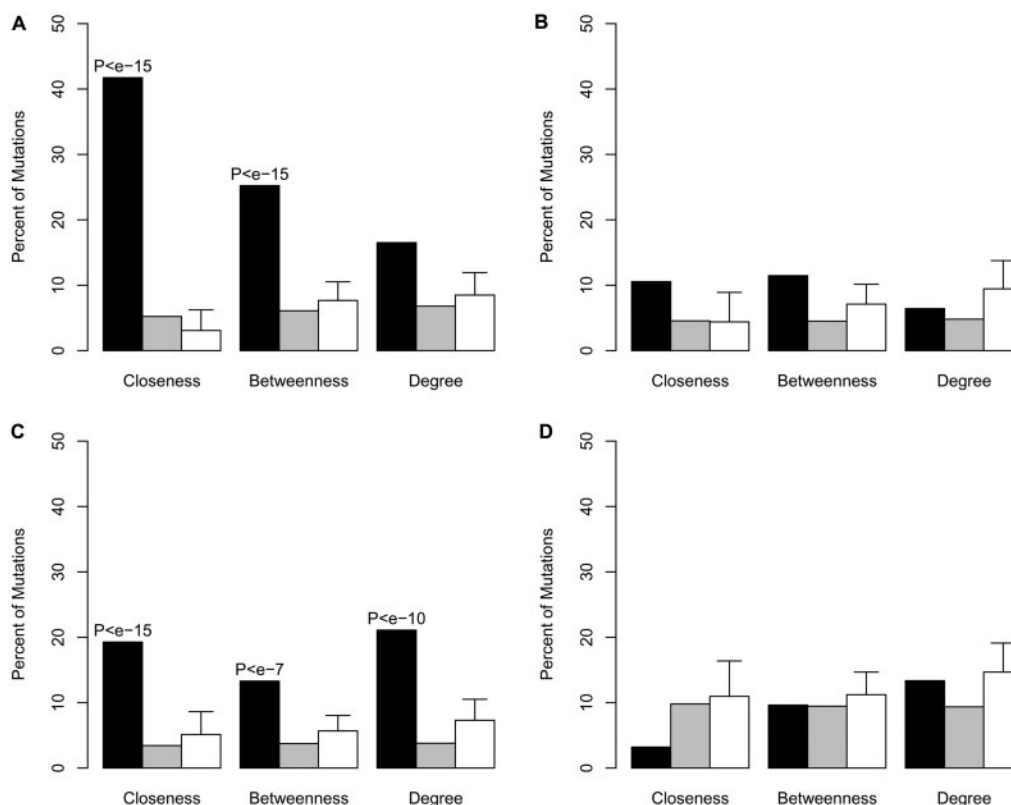 A
Percent of Mutations
50
40
30
20
10
0
P<e−15
P<e−15
Closeness
Betweenness
Degree
B
Percent of Mutations
50
40
30
20
10
0
Closeness
Betweenness
Degree
C
Percent of Mutations
50
40
30
20
10
0
P<e−15
P<e−7
P<e−10
Closeness
Betweenness
Degree
D
Percent of Mutations
50
40
30
20
10
0
Closeness
Betweenness
Degree